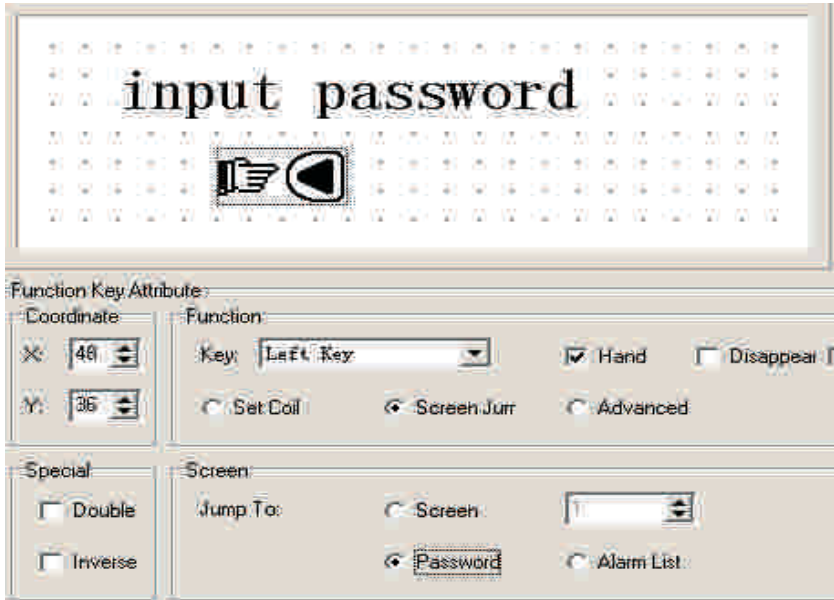 input password
Function Key Attribute
Coordinate
Function
X: 48
Key: Left Key
Hand
Disappear
Y: 36
Set Coil
Screen Jum
Advanced
Special
Screen
Double
Jump To:
Screen
1
Inverse
Password
Alarm List